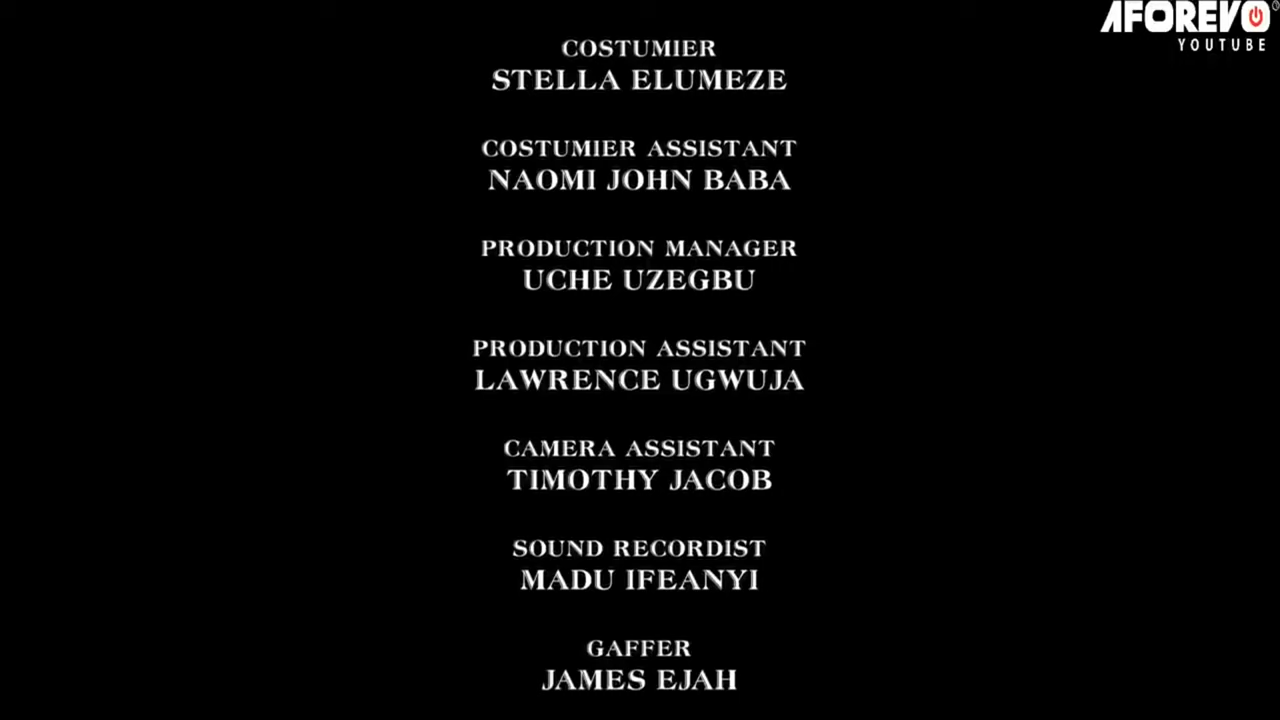 AFOREVO
YOUTUBE
COSTUMIER
STELLA ELUMEZE
COSTUMIER ASSISTANT
NAOMI JOHN BABA
PRODUCTION MANAGER
UCHE UZEGBU
PRODUCTION ASSISTANT
LAWRENCE UGWUJA
CAMERA ASSISTANT
TIMOTHY JACOB
SOUND RECORDIST
MADU IFEANYI
GAFFER
JAMES EJAH